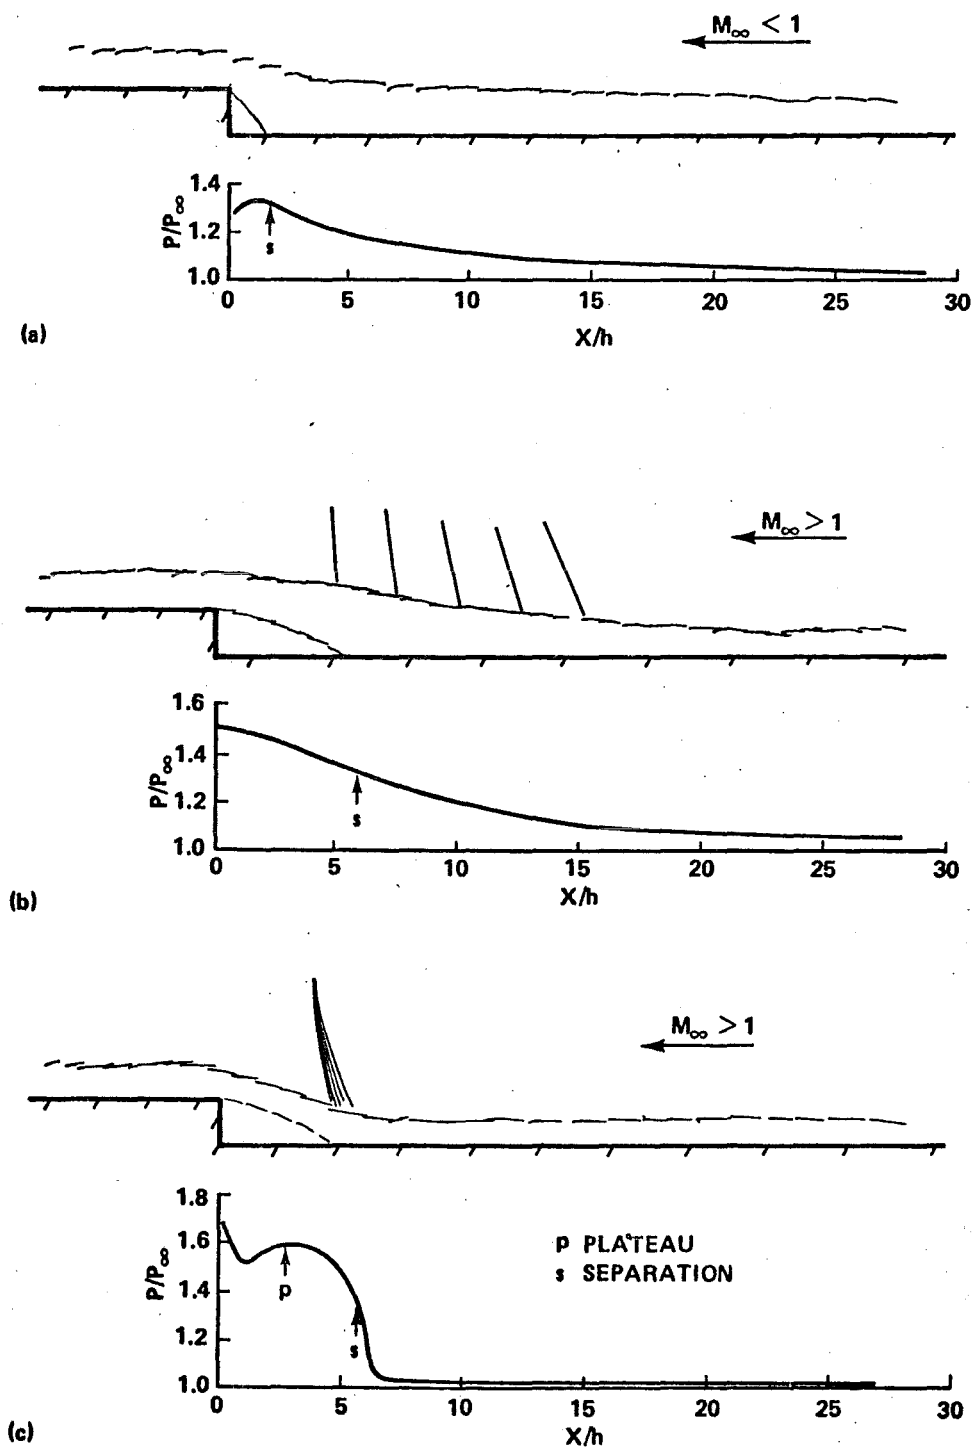 M∞ < 1
1.4
P/P∞
1.2
s
1.0
0 5 10 15 20 25 30
X/h
(a)
M∞ > 1
1.6
1.4
P/P∞
1.2
s
1.0
0 5 10 15 20 25 30
X/h
(b)
M∞ > 1
1.8
1.6
P/P∞
p PLATEAU
s SEPARATION
1.4
p
1.2
s
1.0
0 5 10 15 20 25 30
X/h
(c)